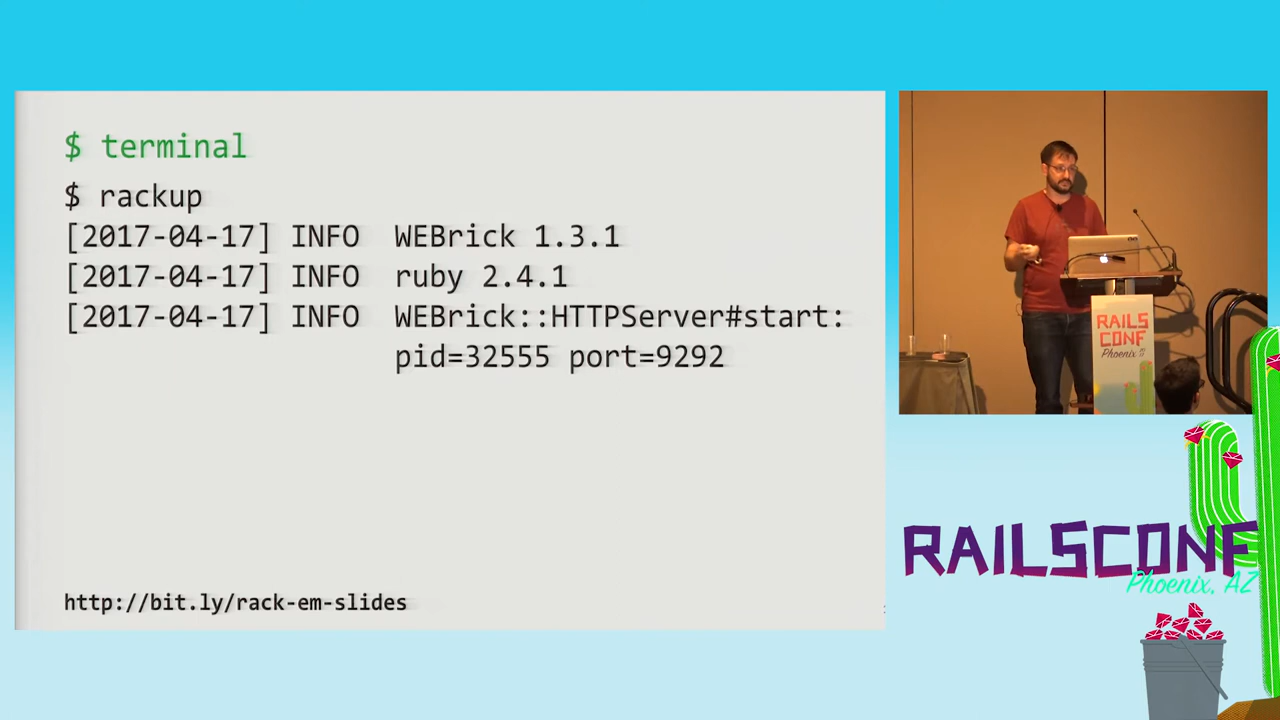 $ terminal
$ rackup
[2017-04-17] INFO  WEBrick 1.3.1
[2017-04-17] INFO  ruby 2.4.1
[2017-04-17] INFO  WEBrick::HTTPServer#start:
pid=32555 port=9292
http://bit.ly/rack-em-slides
RAILS
CONF
Phoenix
RAILSCONF
Phoenix, AZ